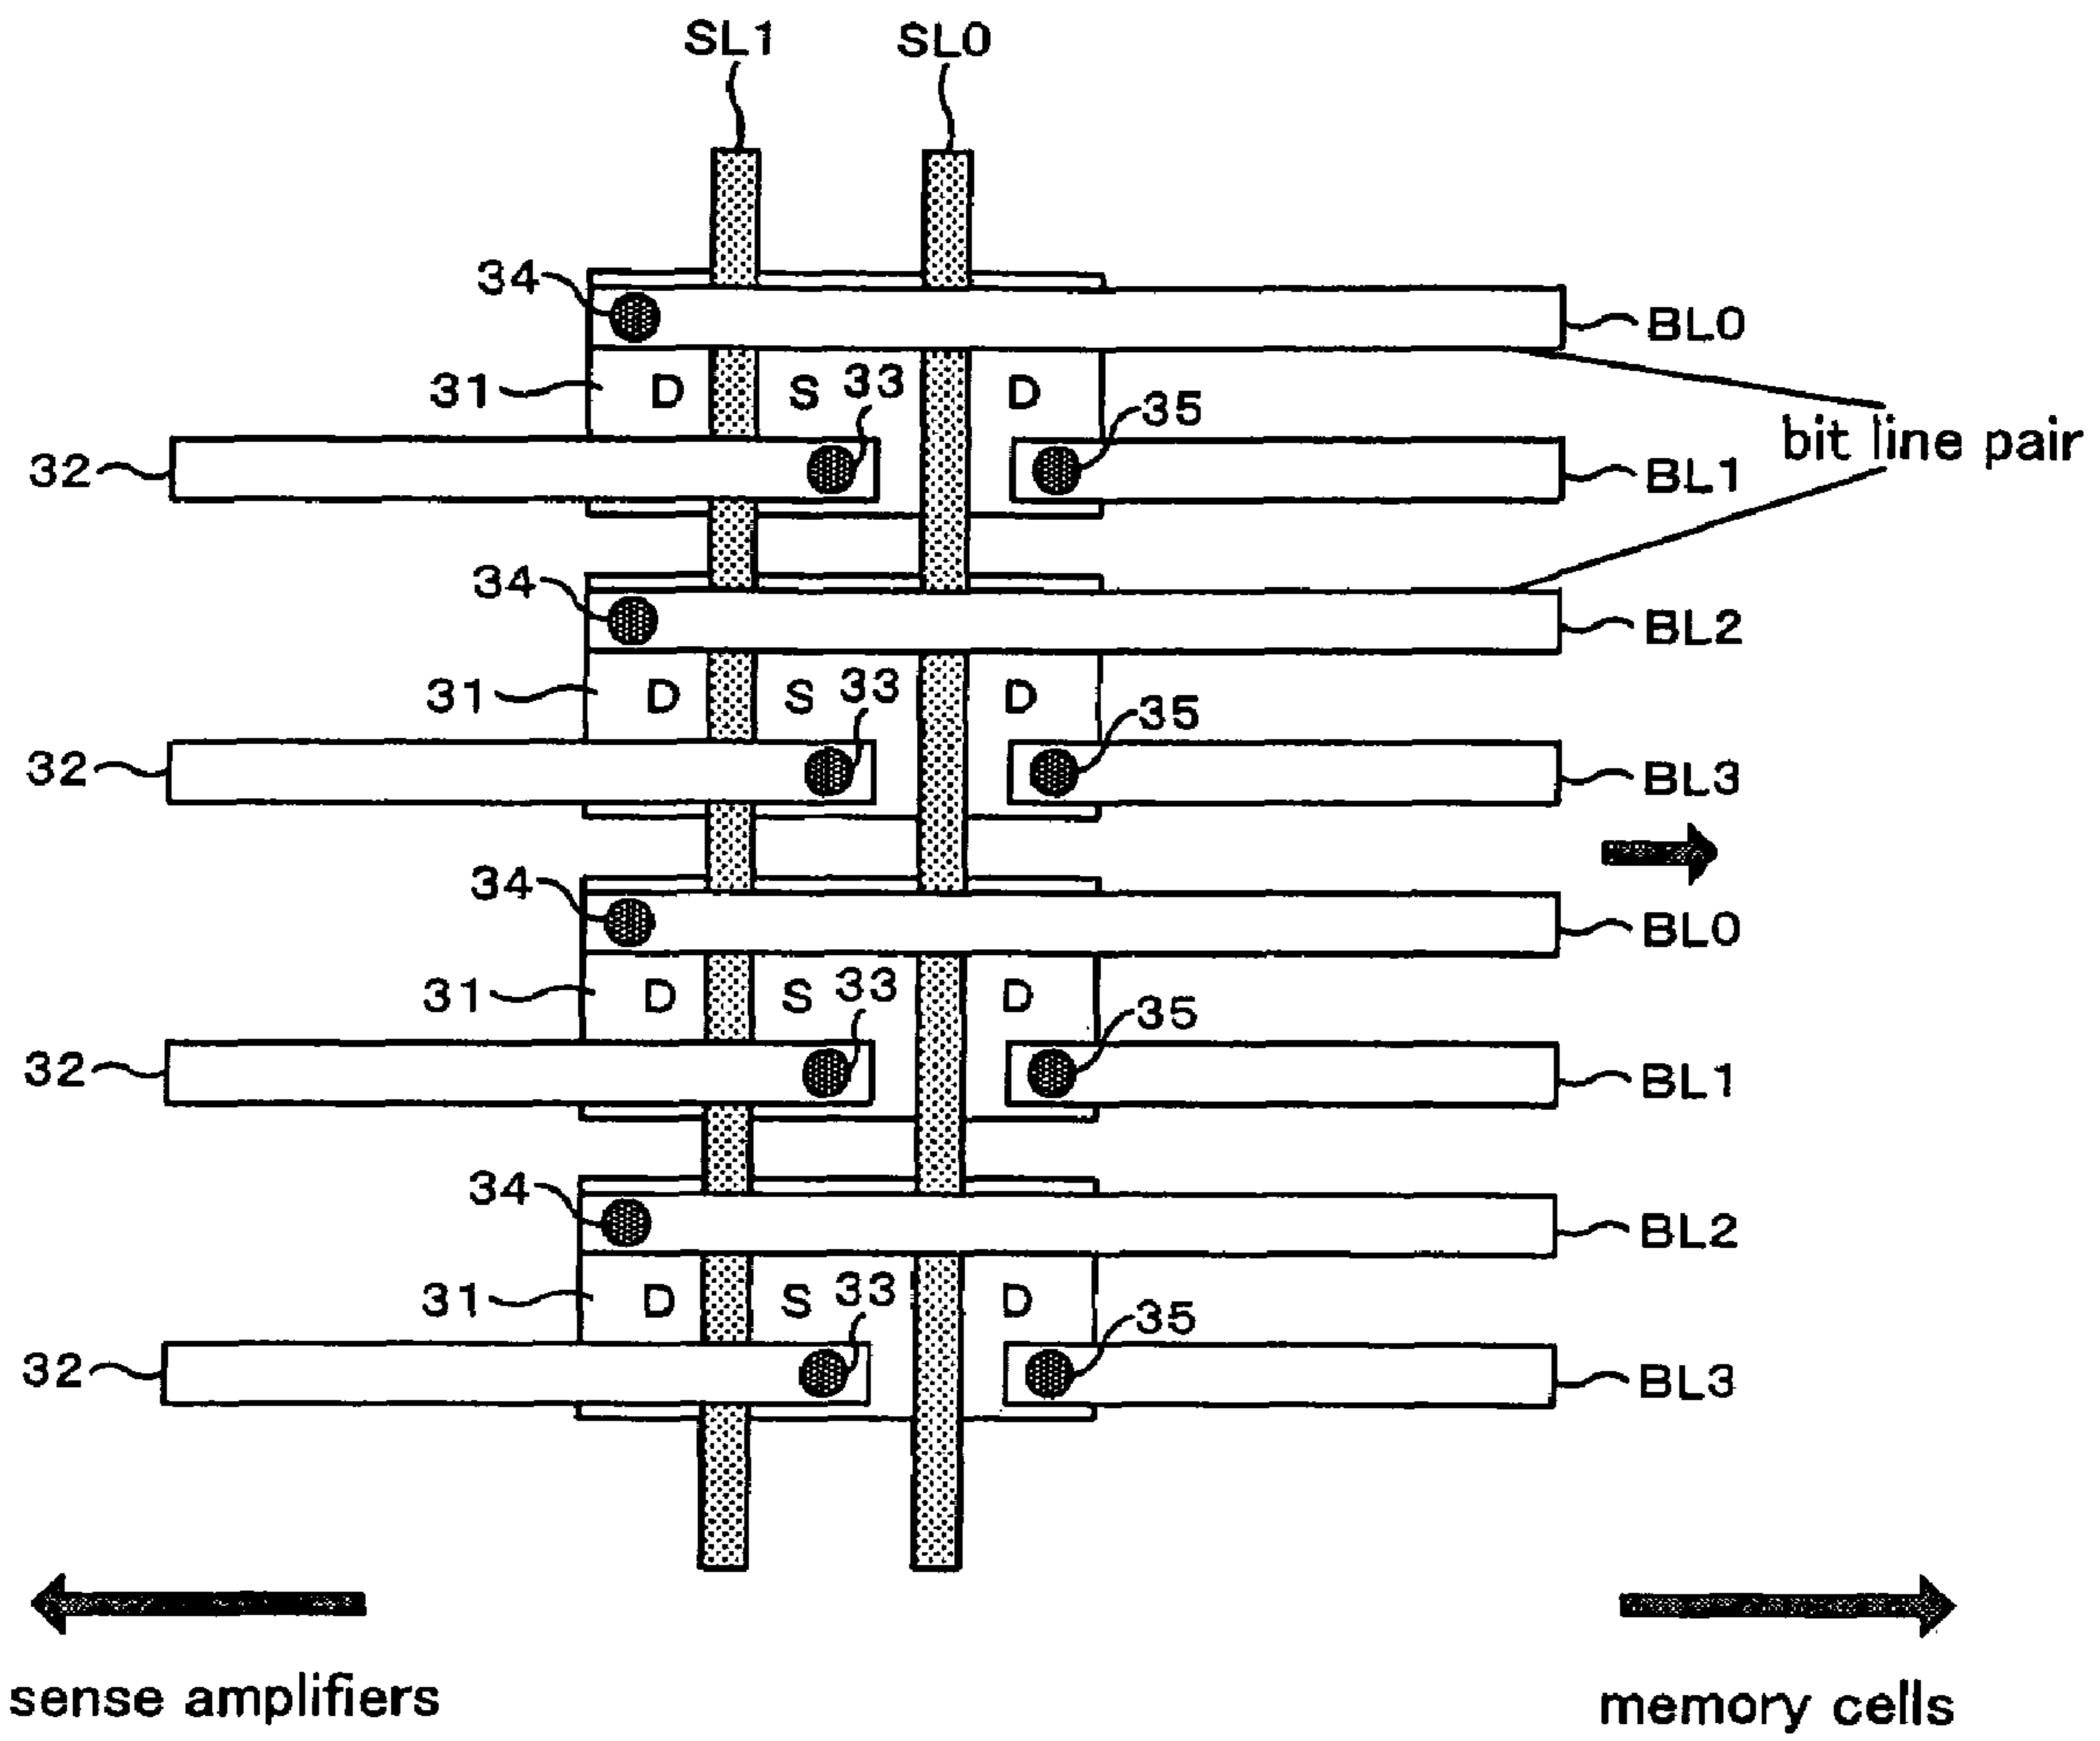 SL1 SL0
34 BL0
31 D S 33 D 35
bit line pair
32 BL1
34 BL2
31 D S 33 D 35
32 BL3
34 BL0
31 D S 33 D 35
32 BL1
34 BL2
31 D S 33 D 35
32 BL3
sense amplifiers memory cells